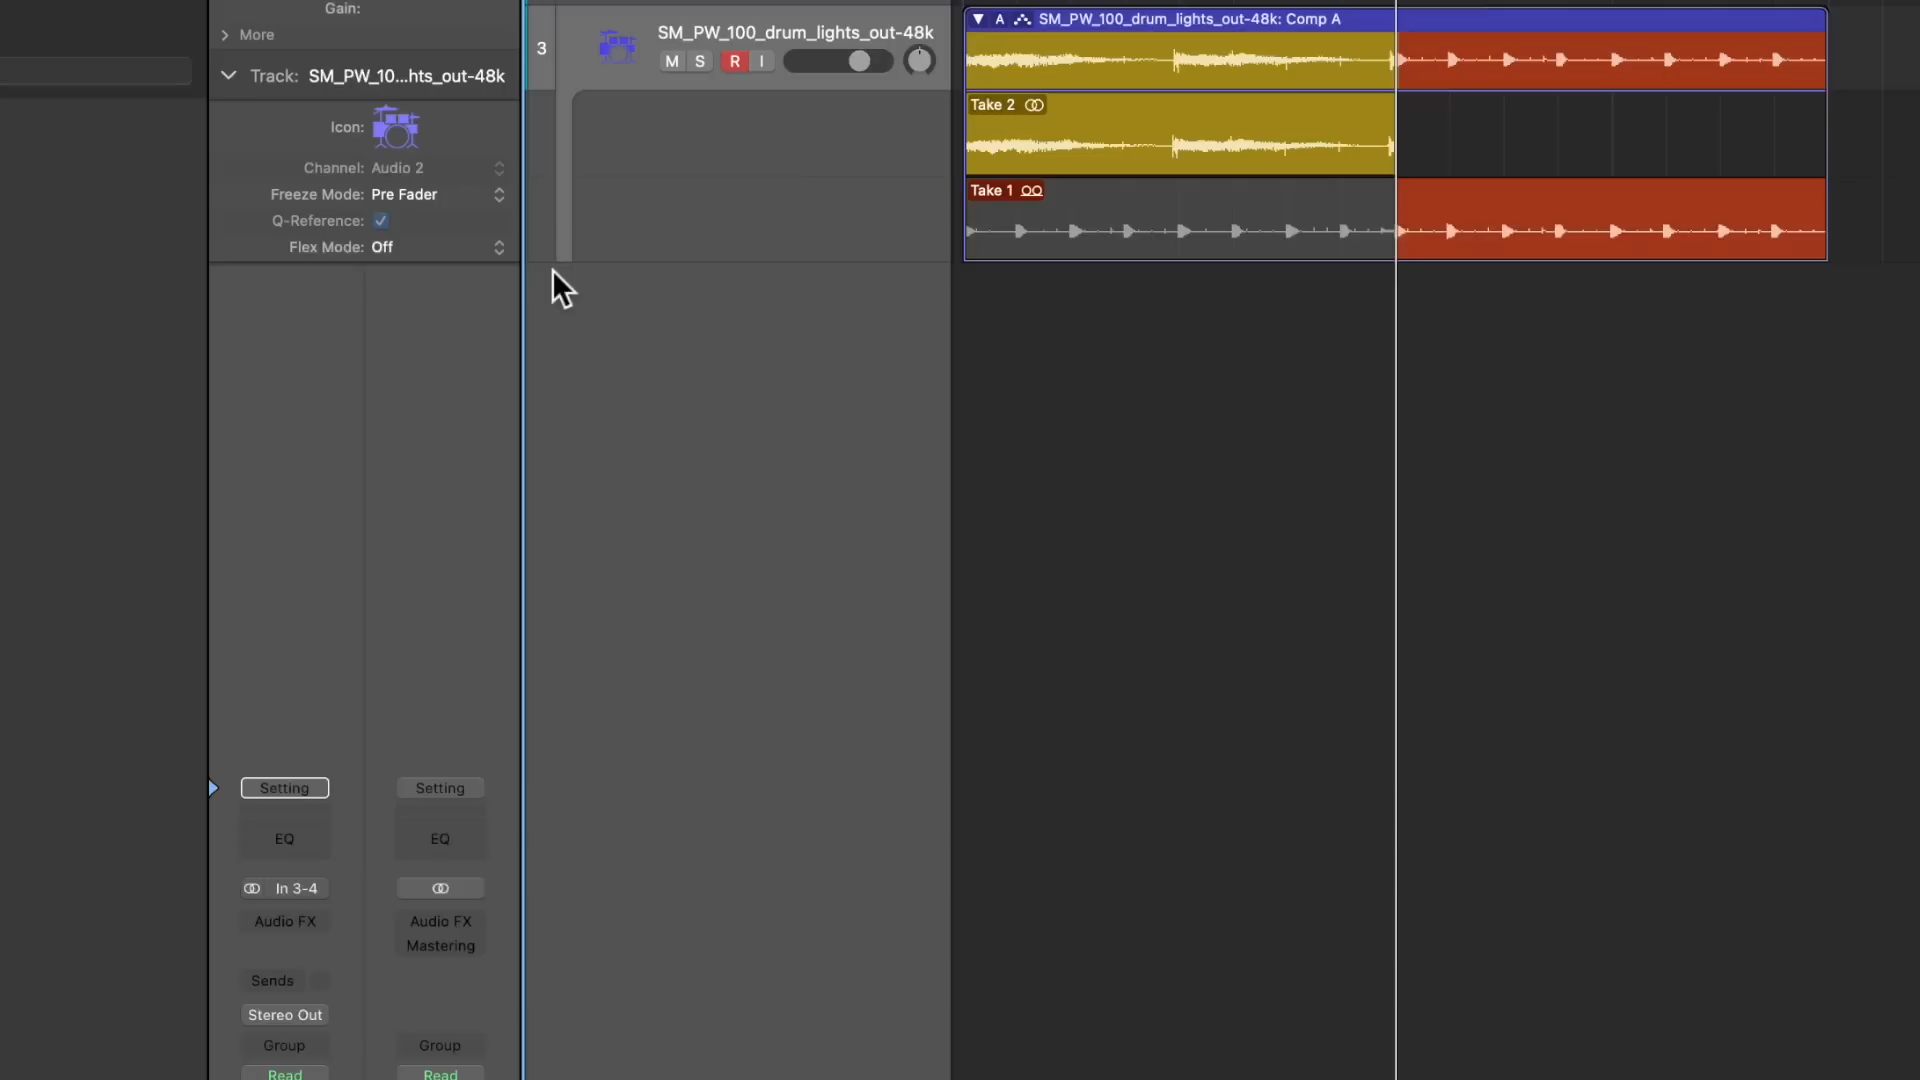 Gain:
More
Track: SM_PW_10...hts_out-48k
Icon:
Channel: Audio 2
Freeze Mode: Pre Fader
Q-Reference:
Flex Mode: Off
Setting
EQ
In 3-4
Audio FX
Sends
Stereo Out
Group
Read
Setting
EQ
Audio FX
Mastering
Group
Read
3
SM_PW_100_drum_lights_out-48k
M S R I
A SM_PW_100_drum_lights_out-48k: Comp A
Take 2
Take 1